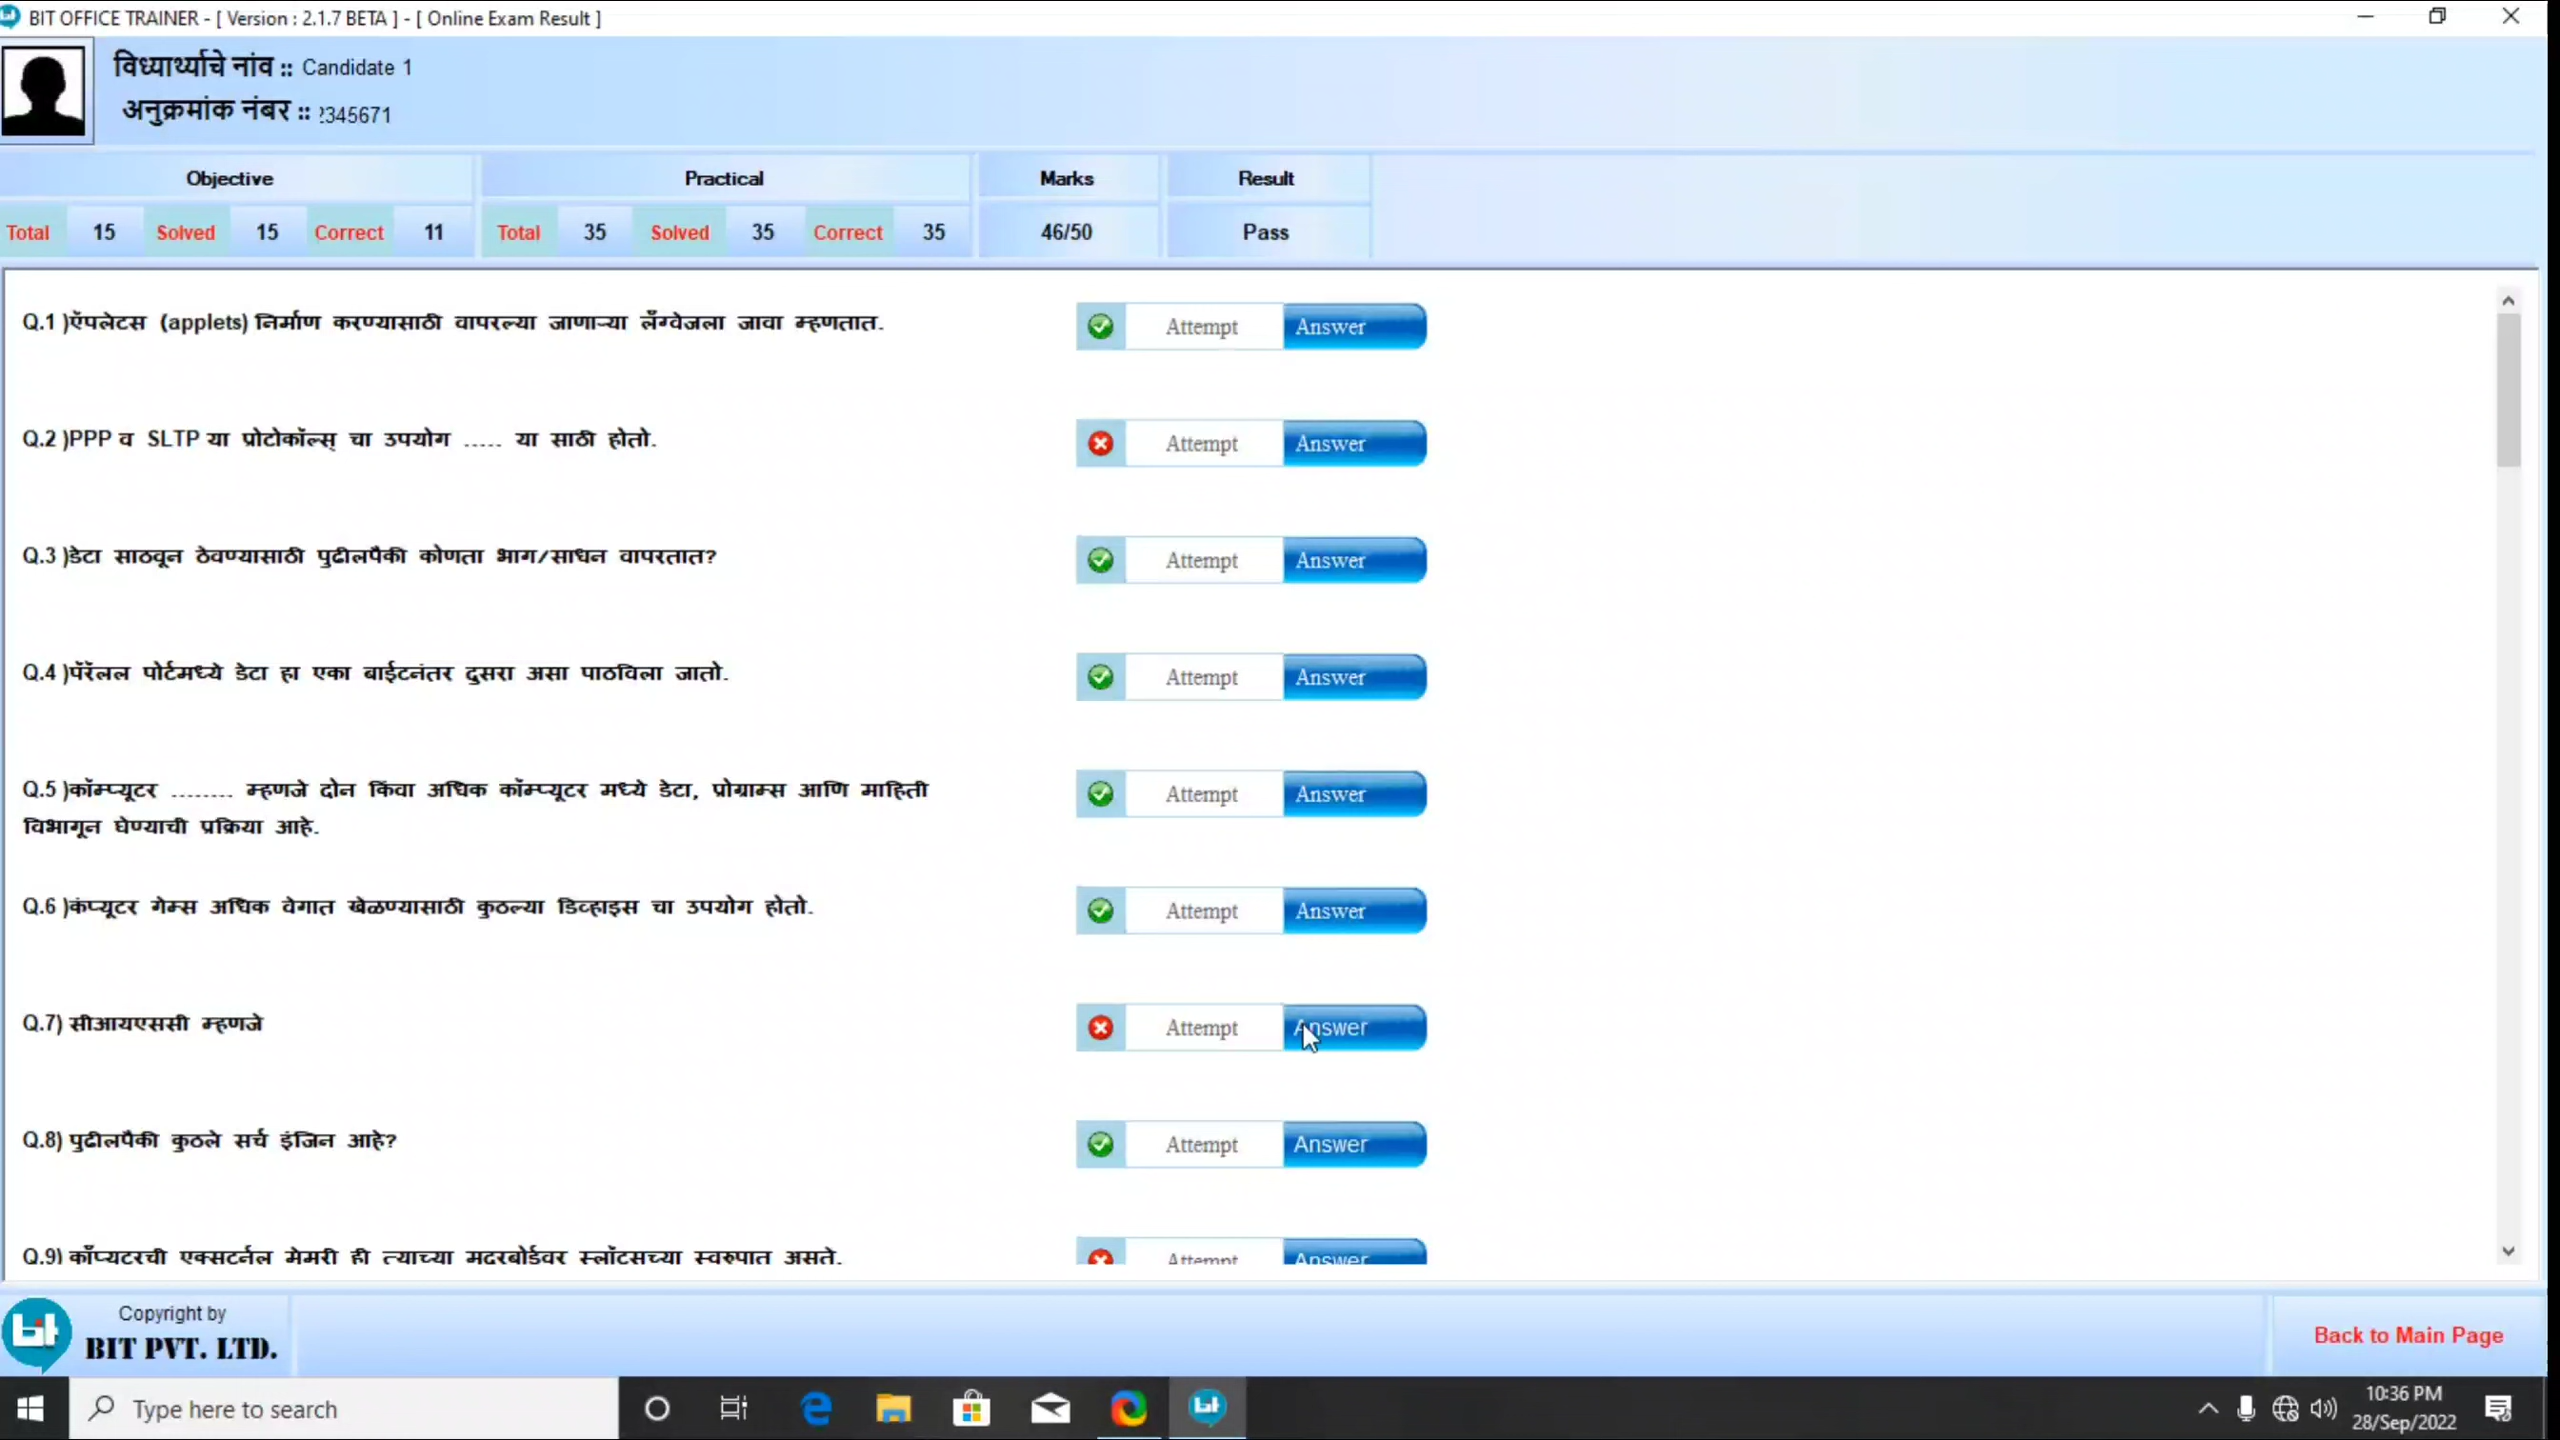 BIT OFFICE TRAINER - [ Version : 2.1.7 BETA ] - [ Online Exam Result ]
विध्यार्थ्याचे नांव :: Candidate 1
अनुक्रमांक नंबर :: 2345671
Objective Practical Marks Result
Total 15 Solved 15 Correct 11 Total 35 Solved 35 Correct 35 46/50 Pass
Q.1 )ऍपलेटस (applets) निर्माण करण्यासाठी वापरल्या जाणाऱ्या लँग्वेजला जावा म्हणतात. Attempt Answer
Q.2 )PPP व SLTP या प्रोटोकॉल्स् चा उपयोग ..... या साठी होतो. Attempt Answer
Q.3 )डेटा साठवून ठेवण्यासाठी पुढीलपैकी कोणता भाग/साधन वापरतात? Attempt Answer
Q.4 )पॅरॅलल पोर्टमध्ये डेटा हा एका बाईटनंतर दुसरा असा पाठविला जातो. Attempt Answer
Q.5 )कॉम्प्यूटर ........ म्हणजे दोन किंवा अधिक कॉम्प्यूटर मध्ये डेटा, प्रोग्राम्स आणि माहिती Attempt Answer
विभागून घेण्याची प्रक्रिया आहे.
Q.6 )कंप्यूटर गेम्स अधिक वेगात खेळण्यासाठी कुठल्या डिव्हाइस चा उपयोग होतो. Attempt Answer
Q.7) सीआयएससी म्हणजे Attempt Answer
Q.8) पुढीलपैकी कुठले सर्च इंजिन आहे? Attempt Answer
Q.9) काँप्यटरची एक्सटर्नल मेमरी ही त्याच्या मदरबोर्डवर स्लॉटसच्या स्वरुपात असते. Attempt Answer
Copyright by
BIT PVT. LTD.
Back to Main Page
Type here to search
10:36 PM
28/Sep/2022